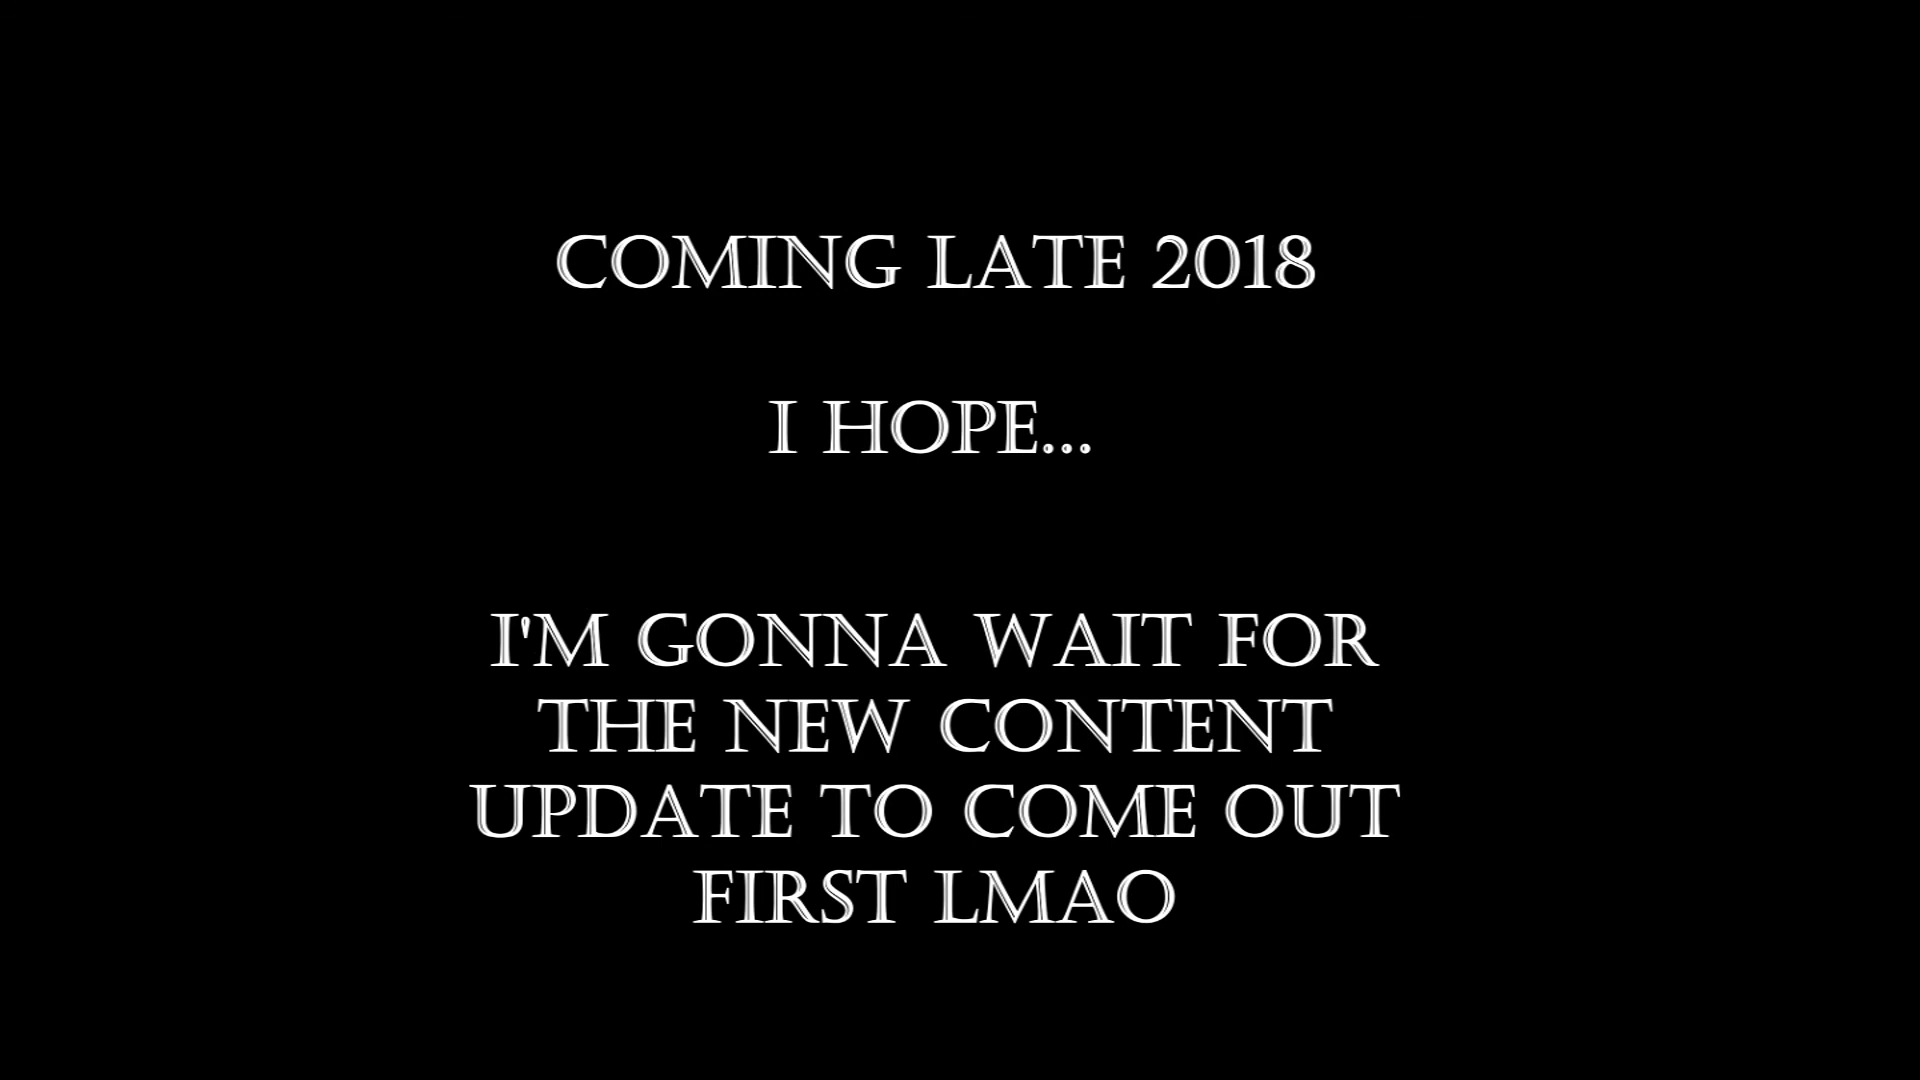 COMING LATE 2018
I HOPE...
I'M GONNA WAIT FOR
THE NEW CONTENT
UPDATE TO COME OUT
FIRST LMAO